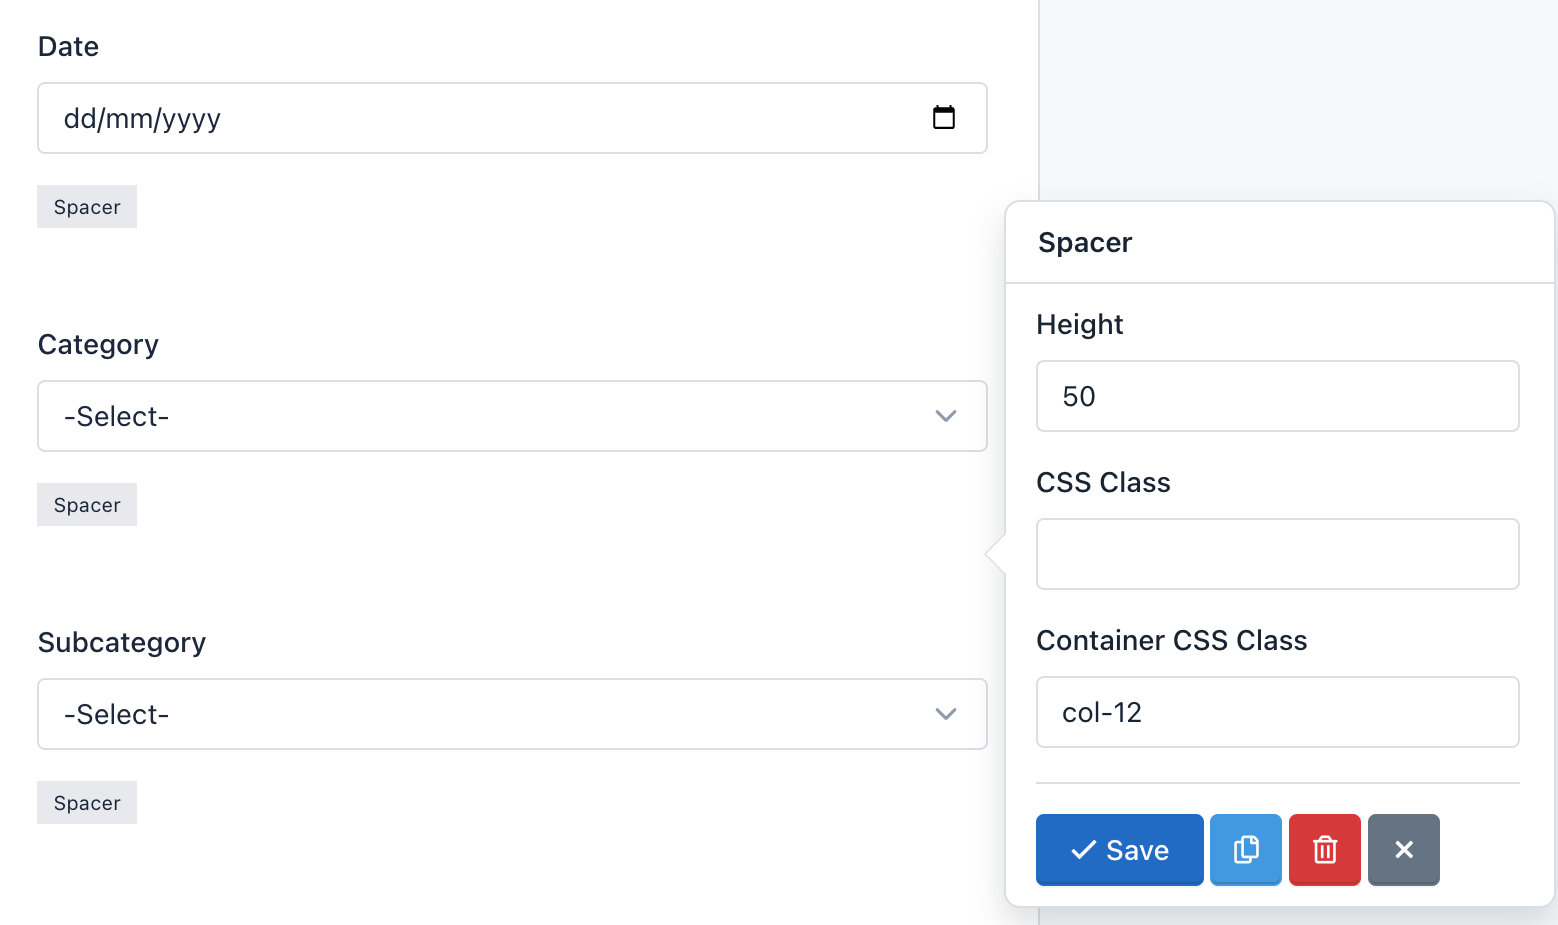 Date
dd/mm/yyyy
Spacer
Category
-Select-
Spacer
Subcategory
-Select-
Spacer
Spacer
Height
50
CSS Class
Container CSS Class
col-12
Save